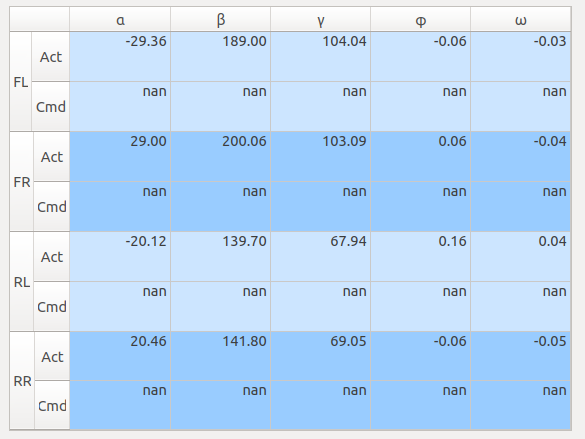 α β γ φ ω
FL Act -29.36 189.00 104.04 -0.06 -0.03
Cmd nan nan nan nan nan
FR Act 29.00 200.06 103.09 0.06 -0.04
Cmd nan nan nan nan nan
RL Act -20.12 139.70 67.94 0.16 0.04
Cmd nan nan nan nan nan
RR Act 20.46 141.80 69.05 -0.06 -0.05
Cmd nan nan nan nan nan